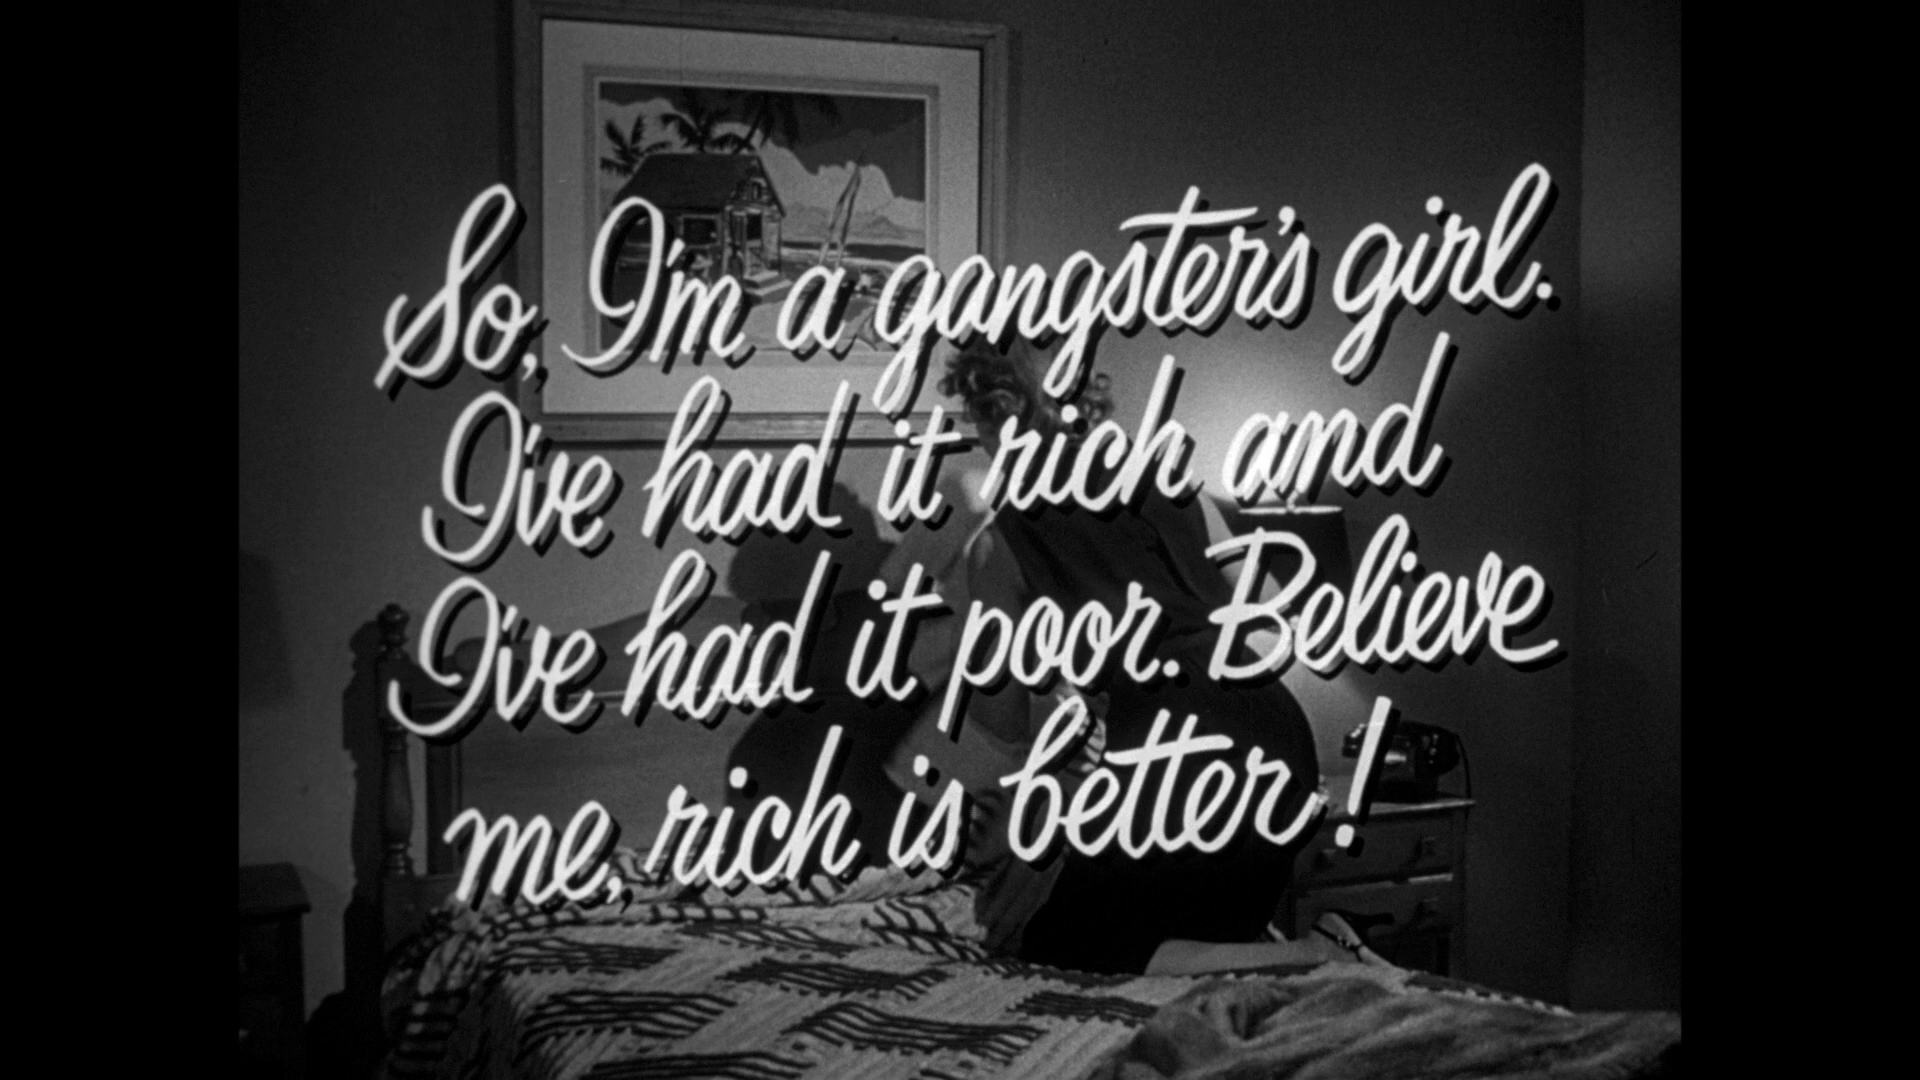 So, I'm a gangster's girl.
I've had it rich and
I've had it poor. Believe
me, rich is better!